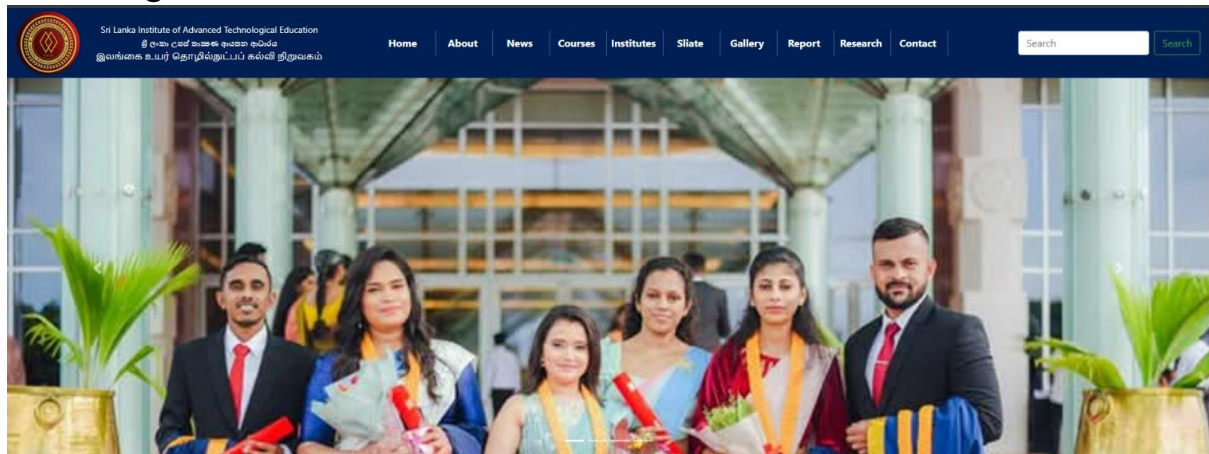 Sri Lanka Institute of Advanced Technological Education
ශ්‍රී ලංකා උසස් තාක්ෂණ අධ්‍යාපන ආයතනය
இலங்கை உயர் தொழில்நுட்பப் கல்வி நிறுவகம்
Home About News Courses Institutes Sliate Gallery Report Research Contact
Search Search